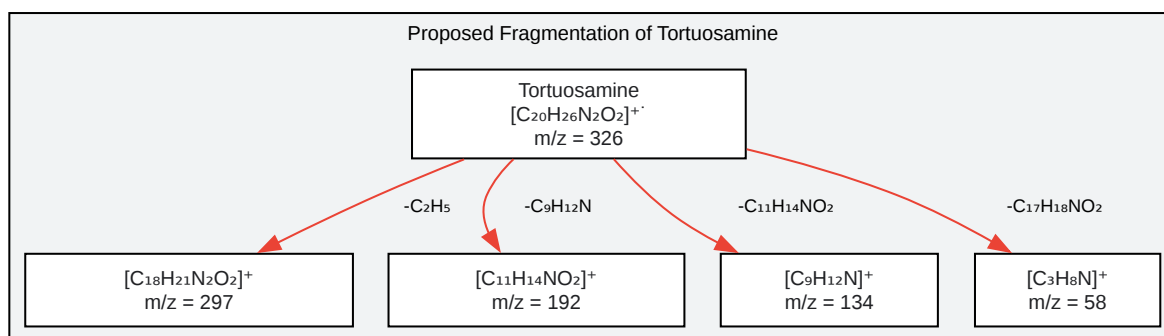 Proposed Fragmentation of Tortuosamine
Tortuosamine
[C₂₀H₂₆N₂O₂]⁺˙
m/z = 326
-C₂H₅
-C₉H₁₂N
-C₁₁H₁₄NO₂
-C₁₇H₁₈NO₂
[C₁₈H₂₁N₂O₂]⁺
m/z = 297
[C₁₁H₁₄NO₂]⁺
m/z = 192
[C₉H₁₂N]⁺
m/z = 134
[C₃H₈N]⁺
m/z = 58